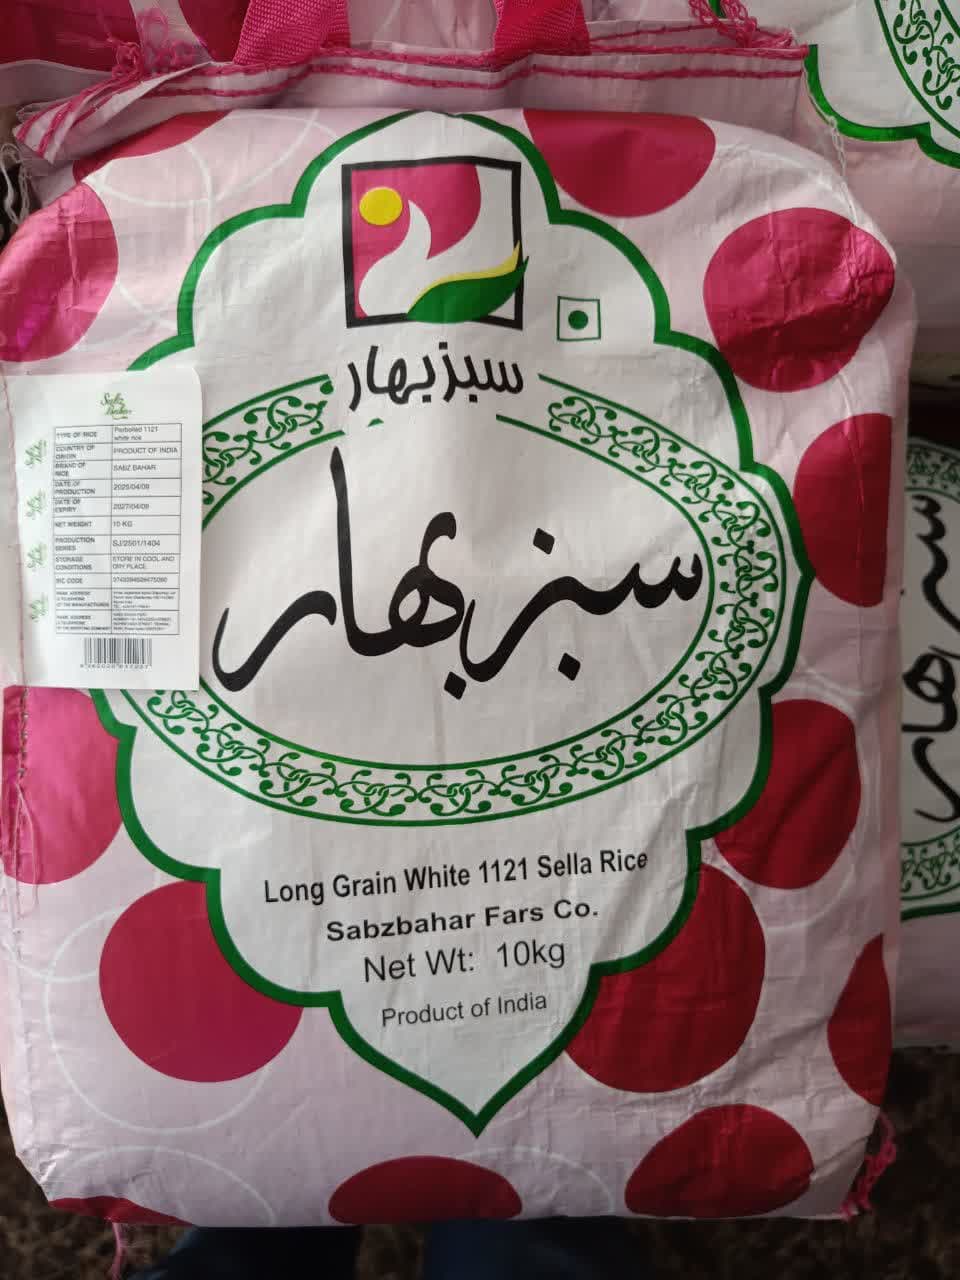 سبزبهار
سبزبهار
Sabz
Bahar
TYPE OF RICE Parboiled 1121 white rice
COUNTRY OF ORIGIN PRODUCT OF INDIA
BRAND OF RICE SABZ BAHAR
DATE OF PRODUCTION 2025/04/09
DATE OF EXPIRY 2027/04/09
NET WEIGHT 10 KG
PRODUCTION SERIES SJ/2501/1404
STORAGE CONDITIONS STORE IN COOL AND DRY PLACE.
Long Grain White 1121 Sella Rice
Sabzbahar Fars Co.
Net Wt: 10kg
Product of India